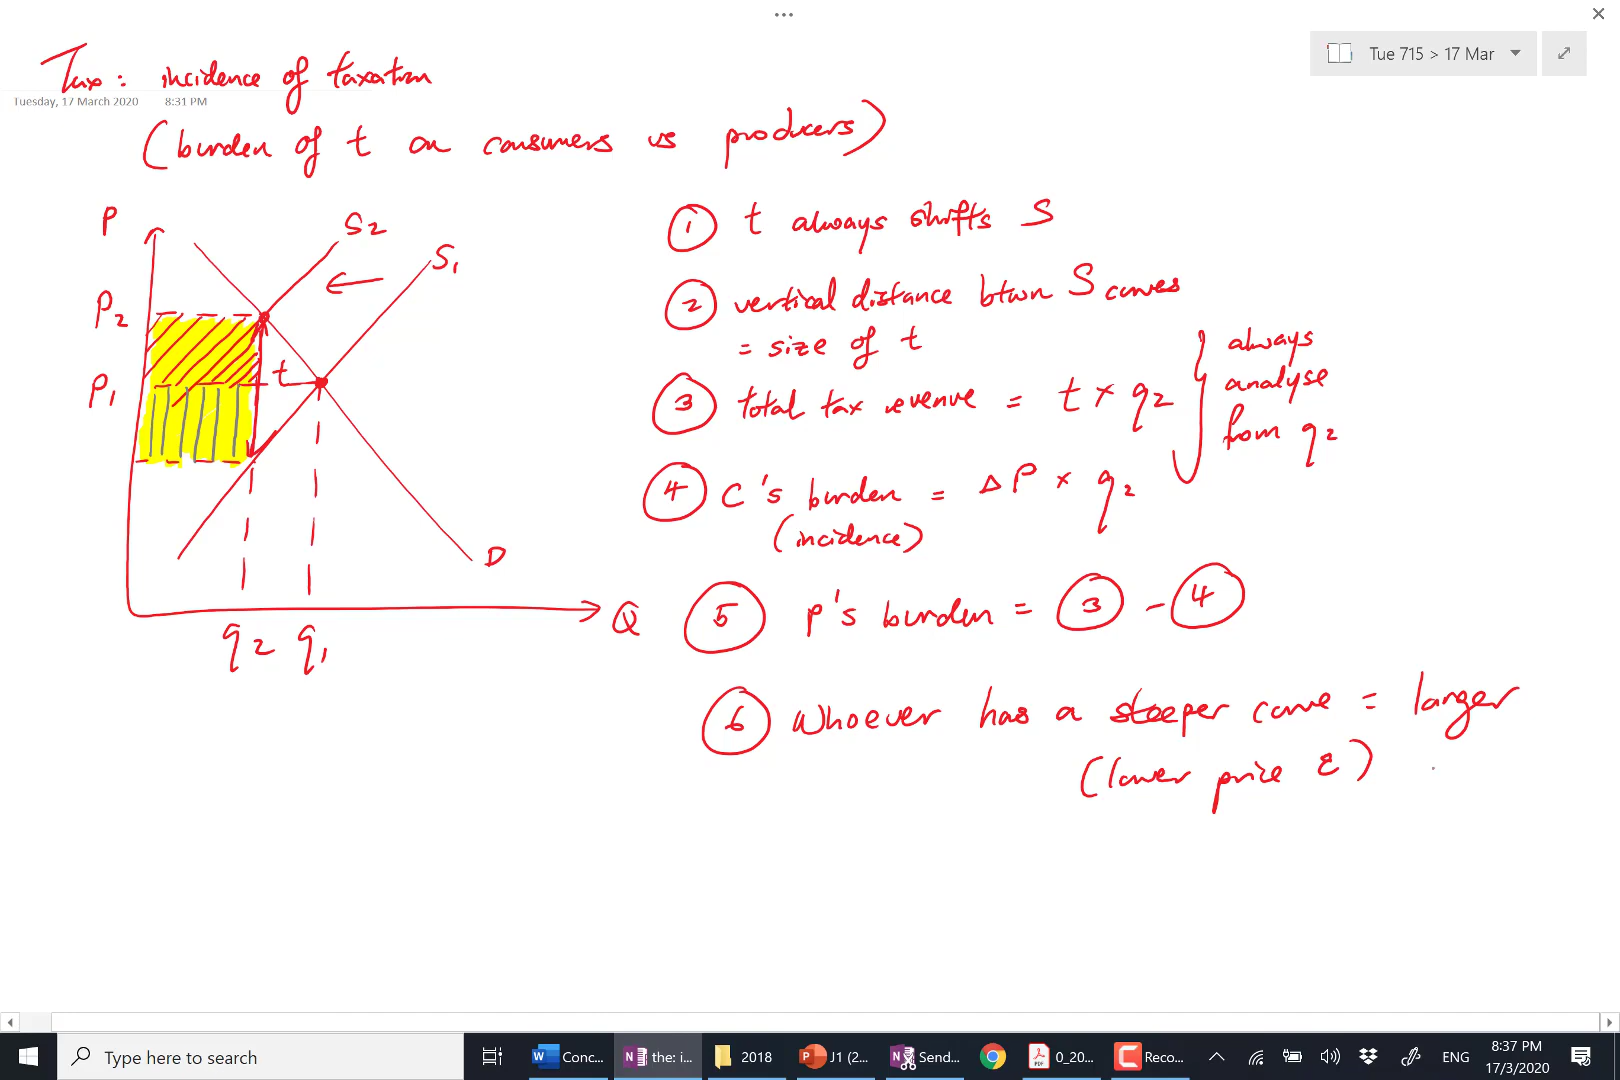 Tue 715 > 17 Mar
Tax: incidence of taxation
Tuesday, 17 March 2020 8:31 PM
(burden of t on consumers vs producers)
P
S2
S1
P2
P1
t
D
Q
q2 q1
① t always shifts S
② vertical distance btwn S curves
= size of t
③ total tax revenue = t × q2
④ C's burden = ΔP × q2
(incidence)
always
analyse
from q2
⑤ P's burden = ③ - ④
⑥ Whoever has a steeper curve = larger
(lower price ε)
Type here to search
Conc...
the: i...
2018
J1 (2...
Send...
0_20...
Reco...
ENG
8:37 PM
17/3/2020